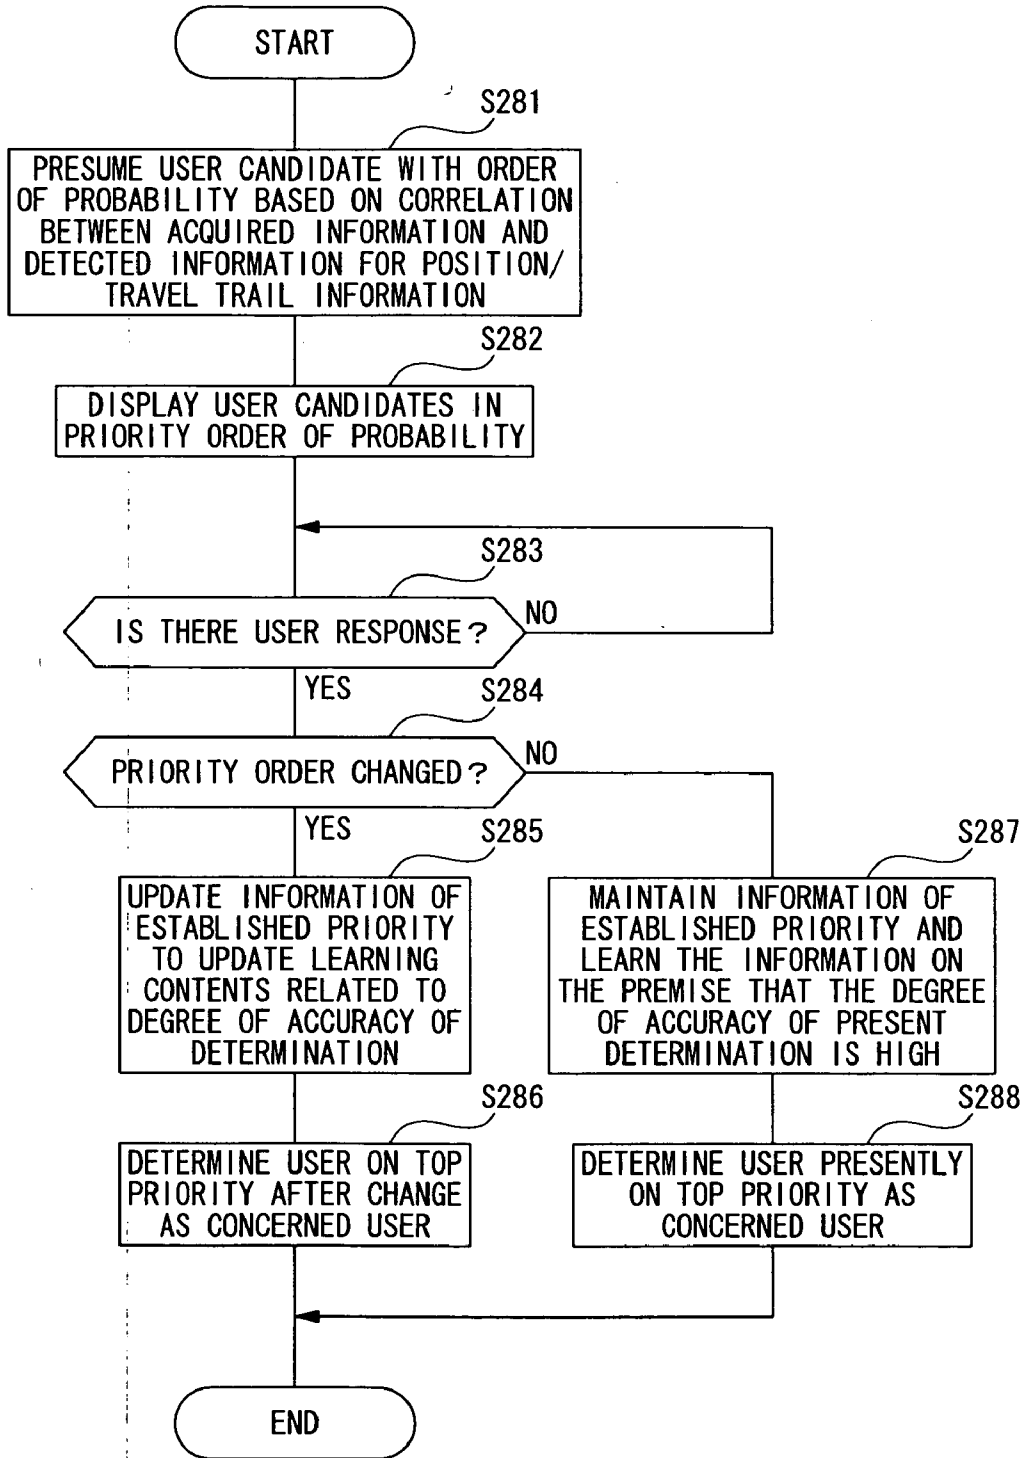 START
S281
PRESUME USER CANDIDATE WITH ORDER
OF PROBABILITY BASED ON CORRELATION
BETWEEN ACQUIRED INFORMATION AND
DETECTED INFORMATION FOR POSITION/
TRAVEL TRAIL INFORMATION
S282
DISPLAY USER CANDIDATES IN
PRIORITY ORDER OF PROBABILITY
S283
IS THERE USER RESPONSE?
NO
YES
S284
PRIORITY ORDER CHANGED?
NO
YES
S285
UPDATE INFORMATION OF
ESTABLISHED PRIORITY
TO UPDATE LEARNING
CONTENTS RELATED TO
DEGREE OF ACCURACY OF
DETERMINATION
S287
MAINTAIN INFORMATION OF
ESTABLISHED PRIORITY AND
LEARN THE INFORMATION ON
THE PREMISE THAT THE DEGREE
OF ACCURACY OF PRESENT
DETERMINATION IS HIGH
S286
DETERMINE USER ON TOP
PRIORITY AFTER CHANGE
AS CONCERNED USER
S288
DETERMINE USER PRESENTLY
ON TOP PRIORITY AS
CONCERNED USER
END